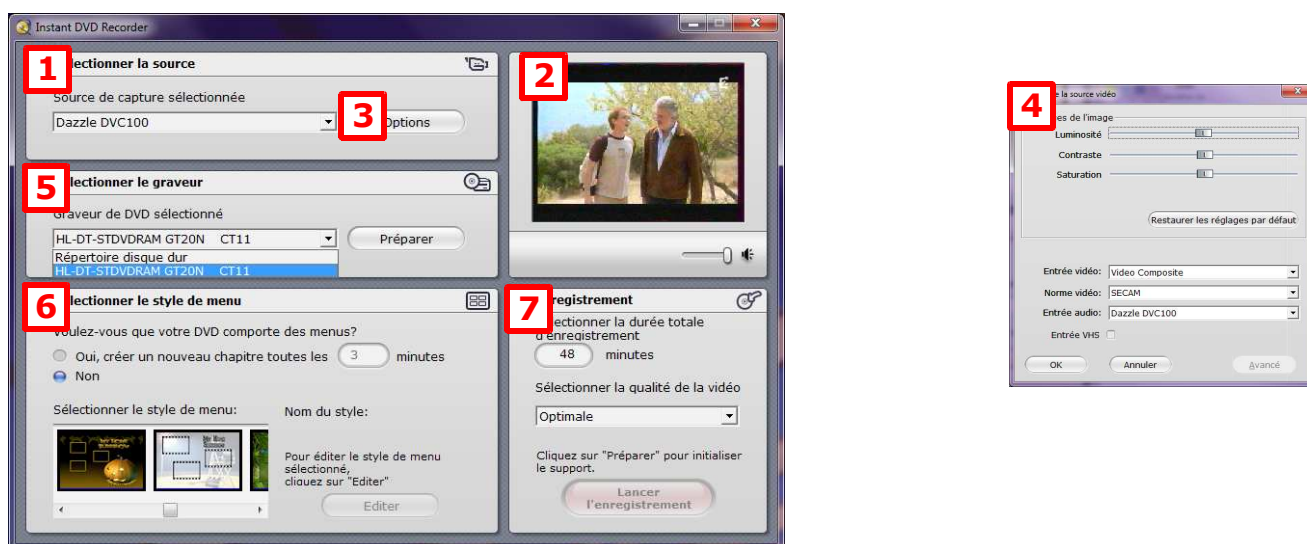 Instant DVD Recorder
1
lectionner la source
Source de capture sélectionnée
Dazzle DVC100
3
Options
2
5
lectionner le graveur
Graveur de DVD sélectionné
HL-DT-STDVDRAM GT20N CT11
Préparer
Répertoire disque dur
HL-DT-STDVDRAM GT20N CT11
6
lectionner le style de menu
Voulez-vous que votre DVD comporte des menus?
Oui, créer un nouveau chapitre toutes les 3 minutes
Non
Sélectionner le style de menu:
Nom du style:
Pour éditer le style de menu
sélectionné,
cliquez sur "Editer"
Editer
7
registrement
ectionner la durée totale
d'enregistrement
48 minutes
Sélectionner la qualité de la vidéo
Optimale
Cliquez sur "Préparer" pour initialiser
le support.
Lancer
l'enregistrement
4
e la source vidéo
es de l'image
Luminosité
Contraste
Saturation
Restaurer les réglages par défaut
Entrée vidéo: Video Composite
Norme vidéo: SECAM
Entrée audio: Dazzle DVC100
Entrée VHS
OK
Annuler
Avancé